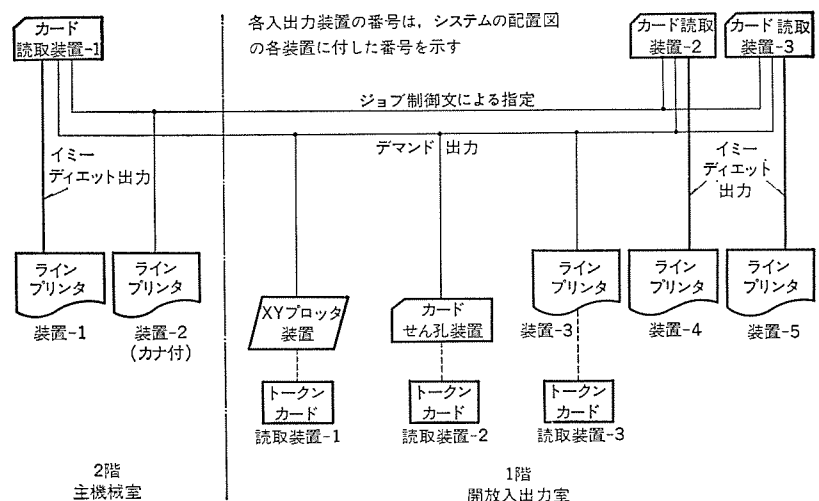 カード
読取装置-1
各入出力装置の番号は，システムの配置図
の各装置に付した番号を示す
カード読取
装置-2
カード読取
装置-3
ジョブ制御文による指定
デマンド出力
イミー
ディエット出力
イミー
ディエット
出力
ライン
プリンタ
装置-1
ライン
プリンタ
装置-2
(カナ付)
XYプロッタ
装置
カード
せん孔装置
ライン
プリンタ
装置-3
ライン
プリンタ
装置-4
ライン
プリンタ
装置-5
トークン
カード
読取装置-1
トークン
カード
読取装置-2
トークン
カード
読取装置-3
2階
主機械室
1階
開放入出力室